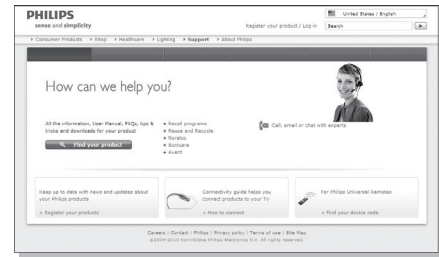 PHILIPS
sense and simplicity
United States / English
Register your product / Log in
Search
Consumer Products
Shop
Healthcare
Lighting
Support
About Philips
How can we help you?
All the information, User Manual, FAQs, tips &
tricks and downloads for your product
Find your product
Recall programs
Reuse and Recycle
Norelco
Sonicare
Avent
Call, email or chat with experts
Keep up to date with news and updates about
your Philips products
» Register your products
Connectivity guide helps you
connect products to your TV
» How to connect
For Philips Universal Remotes
» Find your device code
Careers | Contact | Philips | Privacy policy | Terms of use | Site Map
©2004-2010 Koninklijke Philips Electronics N.V. All rights reserved.